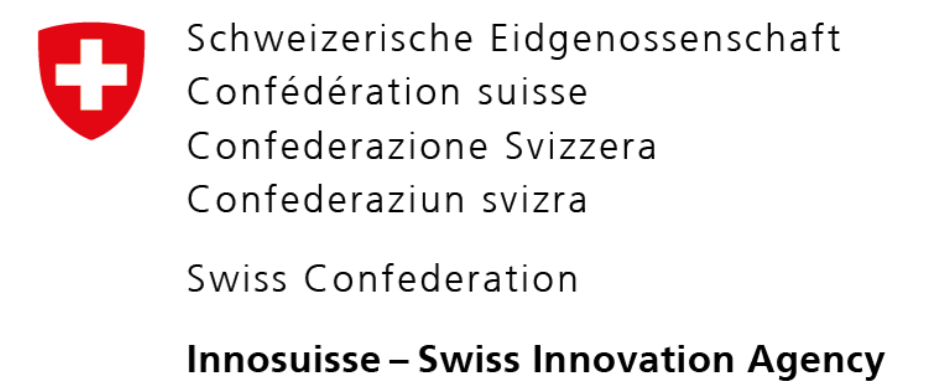 Schweizerische Eidgenossenschaft
Confédération suisse
Confederazione Svizzera
Confederaziun svizra
Swiss Confederation
Innosuisse – Swiss Innovation Agency